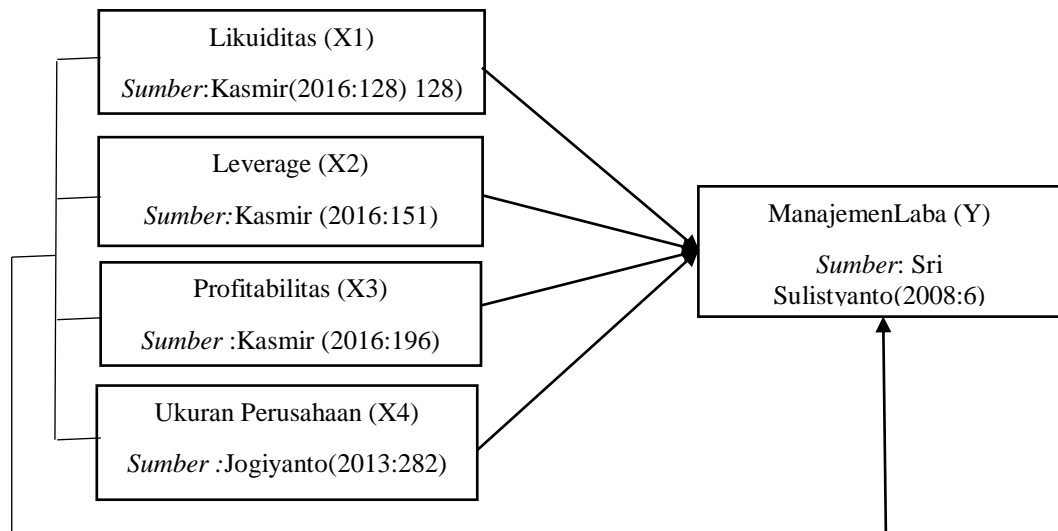 Likuiditas (X1)
Sumber:Kasmir(2016:128) 128)
Leverage (X2)
Sumber:Kasmir (2016:151)
Profitabilitas (X3)
Sumber :Kasmir (2016:196)
Ukuran Perusahaan (X4)
Sumber :Jogiyanto(2013:282)
ManajemenLaba (Y)
Sumber: Sri
Sulistyanto(2008:6)